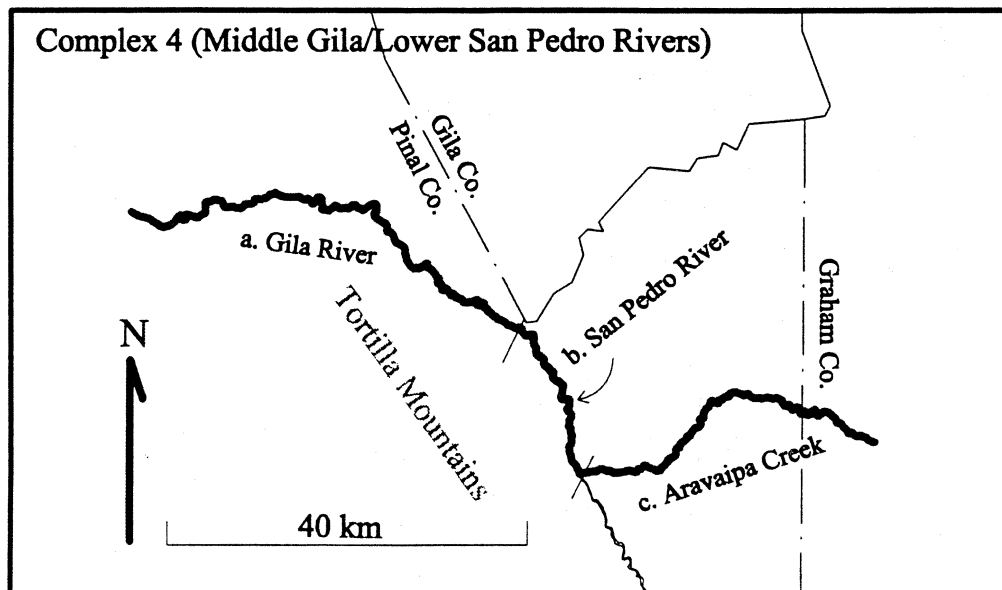 Complex 4 (Middle Gila/Lower San Pedro Rivers)
Gila Co.
Pinal Co.
a. Gila River
b. San Pedro River
Graham Co.
Tortilla Mountains
N
c. Aravaipa Creek
40 km